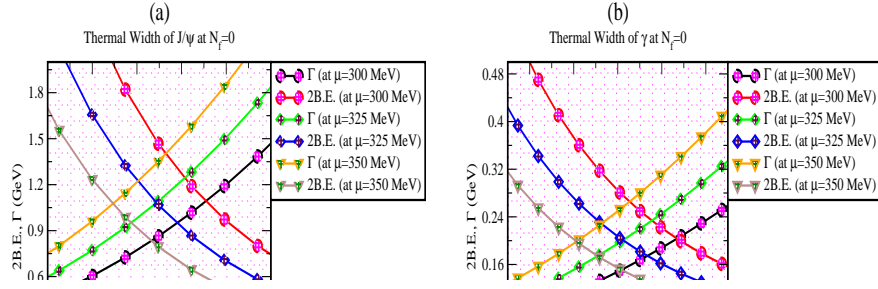 (a)
Thermal Width of J/ψ at N_f=0
2B.E., Γ (GeV)
1.8
1.5
1.2
0.9
0.6
Γ (at μ=300 MeV)
2B.E. (at μ=300 MeV)
Γ (at μ=325 MeV)
2B.E. (at μ=325 MeV)
Γ (at μ=350 MeV)
2B.E. (at μ=350 MeV)
(b)
Thermal Width of γ at N_f=0
2B.E., Γ (GeV)
0.48
0.4
0.32
0.24
0.16
Γ (at μ=300 MeV)
2B.E. (at μ=300 MeV)
Γ (at μ=325 MeV)
2B.E. (at μ=325 MeV)
Γ (at μ=350 MeV)
2B.E. (at μ=350 MeV)